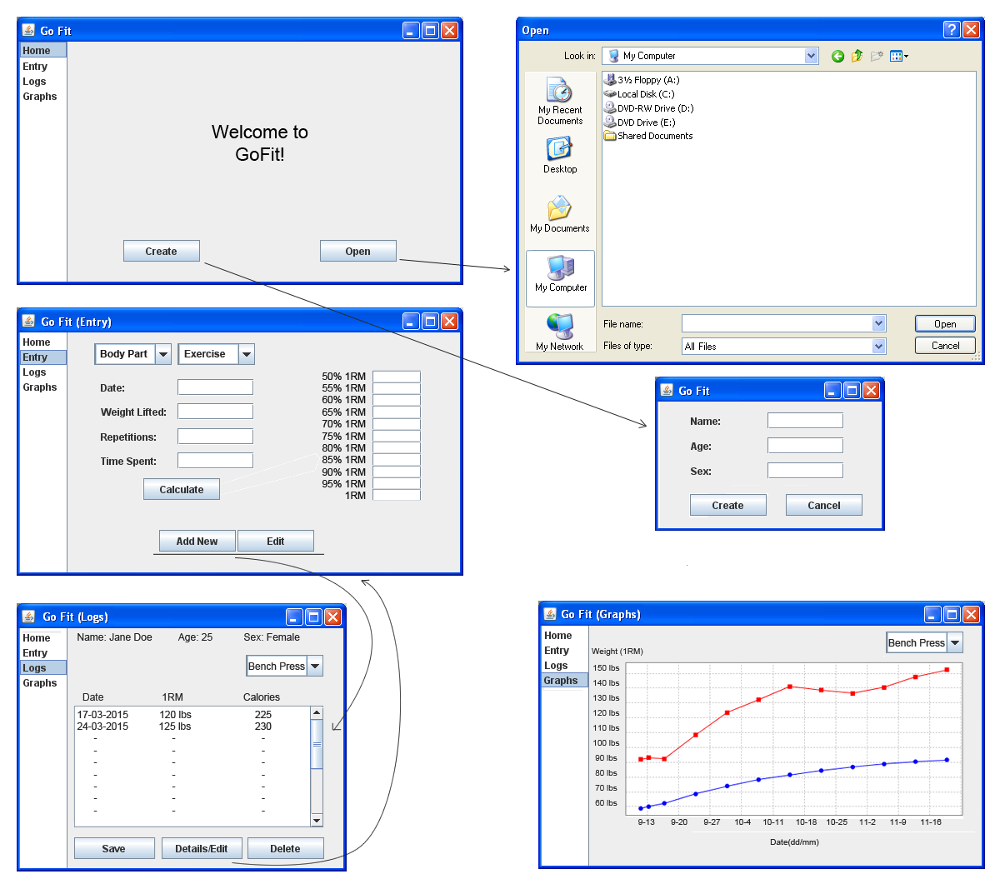 Go Fit
Home
Entry
Logs
Graphs
Welcome to
GoFit!
Create
Open
Open
Look in:
My Computer
My Recent
Documents
Desktop
My Documents
My Computer
My Network
3½ Floppy (A:)
Local Disk (C:)
DVD-RW Drive (D:)
DVD Drive (E:)
Shared Documents
File name:
Open
Files of type:
All Files
Cancel
Go Fit (Entry)
Home
Entry
Logs
Graphs
Body Part
Exercise
Date:
Weight Lifted:
Repetitions:
Time Spent:
Calculate
50% 1RM
55% 1RM
60% 1RM
65% 1RM
70% 1RM
75% 1RM
80% 1RM
85% 1RM
90% 1RM
95% 1RM
1RM
Add New
Edit
Go Fit
Name:
Age:
Sex:
Create
Cancel
Go Fit (Logs)
Home
Entry
Logs
Graphs
Name: Jane Doe Age: 25 Sex: Female
Bench Press
Date 1RM Calories
17-03-2015 120 lbs 225
24-03-2015 125 lbs 230
- - -
- - -
- - -
- - -
- - -
- - -
- - -
Save
Details/Edit
Delete
Go Fit (Graphs)
Home
Entry
Logs
Graphs
Bench Press
Weight (1RM)
150 lbs
140 lbs
130 lbs
120 lbs
110 lbs
100 lbs
90 lbs
80 lbs
70 lbs
60 lbs
9-13 9-20 9-27 10-4 10-11 10-18 10-25 11-2 11-9 11-16
Date(dd/mm)